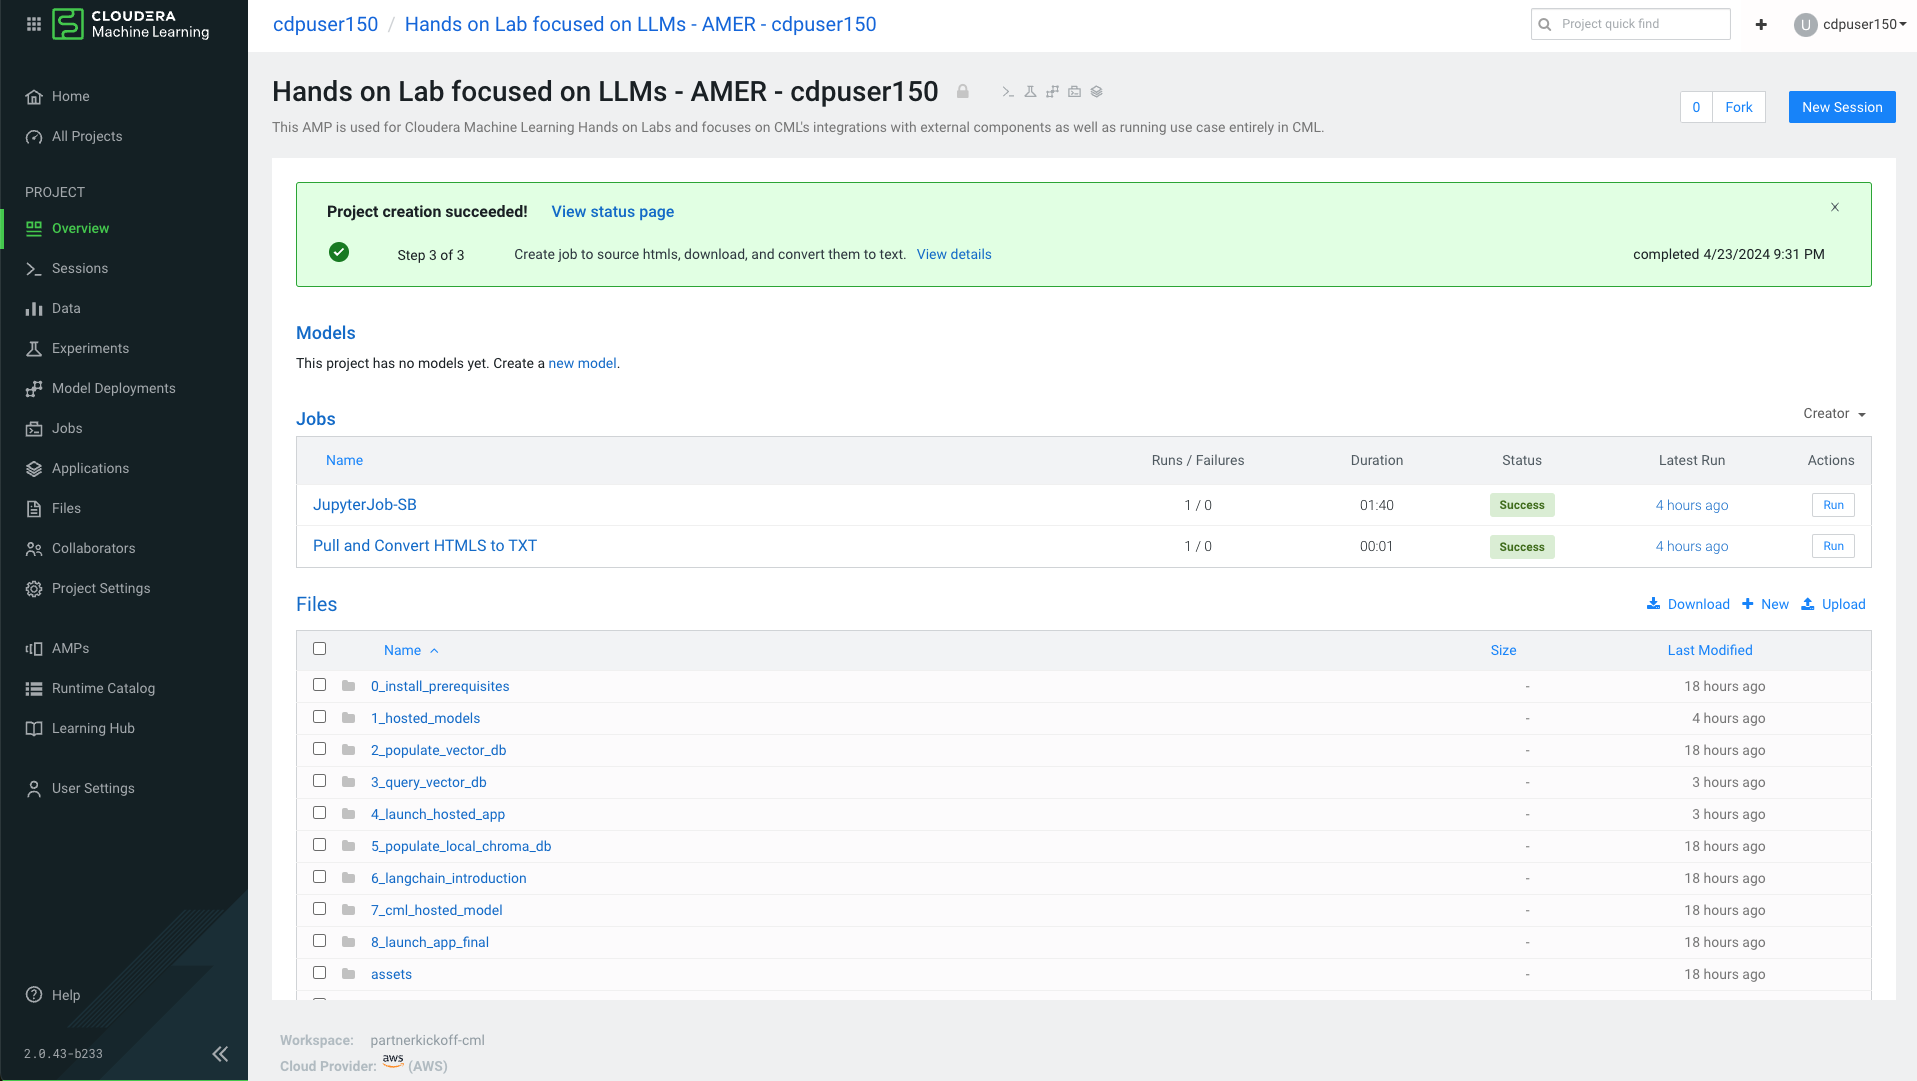 CLOUDERA
Machine Learning
cdpuser150 / Hands on Lab focused on LLMs - AMER - cdpuser150
Project quick find
U cdpuser150
Home
All Projects
PROJECT
Overview
Sessions
Data
Experiments
Model Deployments
Jobs
Applications
Files
Collaborators
Project Settings
AMPs
Runtime Catalog
Learning Hub
User Settings
Help
2.0.43-b233
Hands on Lab focused on LLMs - AMER - cdpuser150
0 Fork New Session
This AMP is used for Cloudera Machine Learning Hands on Labs and focuses on CML's integrations with external components as well as running use case entirely in CML.
Project creation succeeded! View status page
Step 3 of 3 Create job to source htmls, download, and convert them to text. View details completed 4/23/2024 9:31 PM
Models
This project has no models yet. Create a new model.
Jobs Creator
Name Runs / Failures Duration Status Latest Run Actions
JupyterJob-SB 1 / 0 01:40 Success 4 hours ago Run
Pull and Convert HTMLS to TXT 1 / 0 00:01 Success 4 hours ago Run
Files Download New Upload
Name Size Last Modified
0_install_prerequisites - 18 hours ago
1_hosted_models - 4 hours ago
2_populate_vector_db - 18 hours ago
3_query_vector_db - 3 hours ago
4_launch_hosted_app - 3 hours ago
5_populate_local_chroma_db - 18 hours ago
6_langchain_introduction - 18 hours ago
7_cml_hosted_model - 18 hours ago
8_launch_app_final - 18 hours ago
assets - 18 hours ago
Workspace: partnerkickoff-cml
Cloud Provider: aws (AWS)